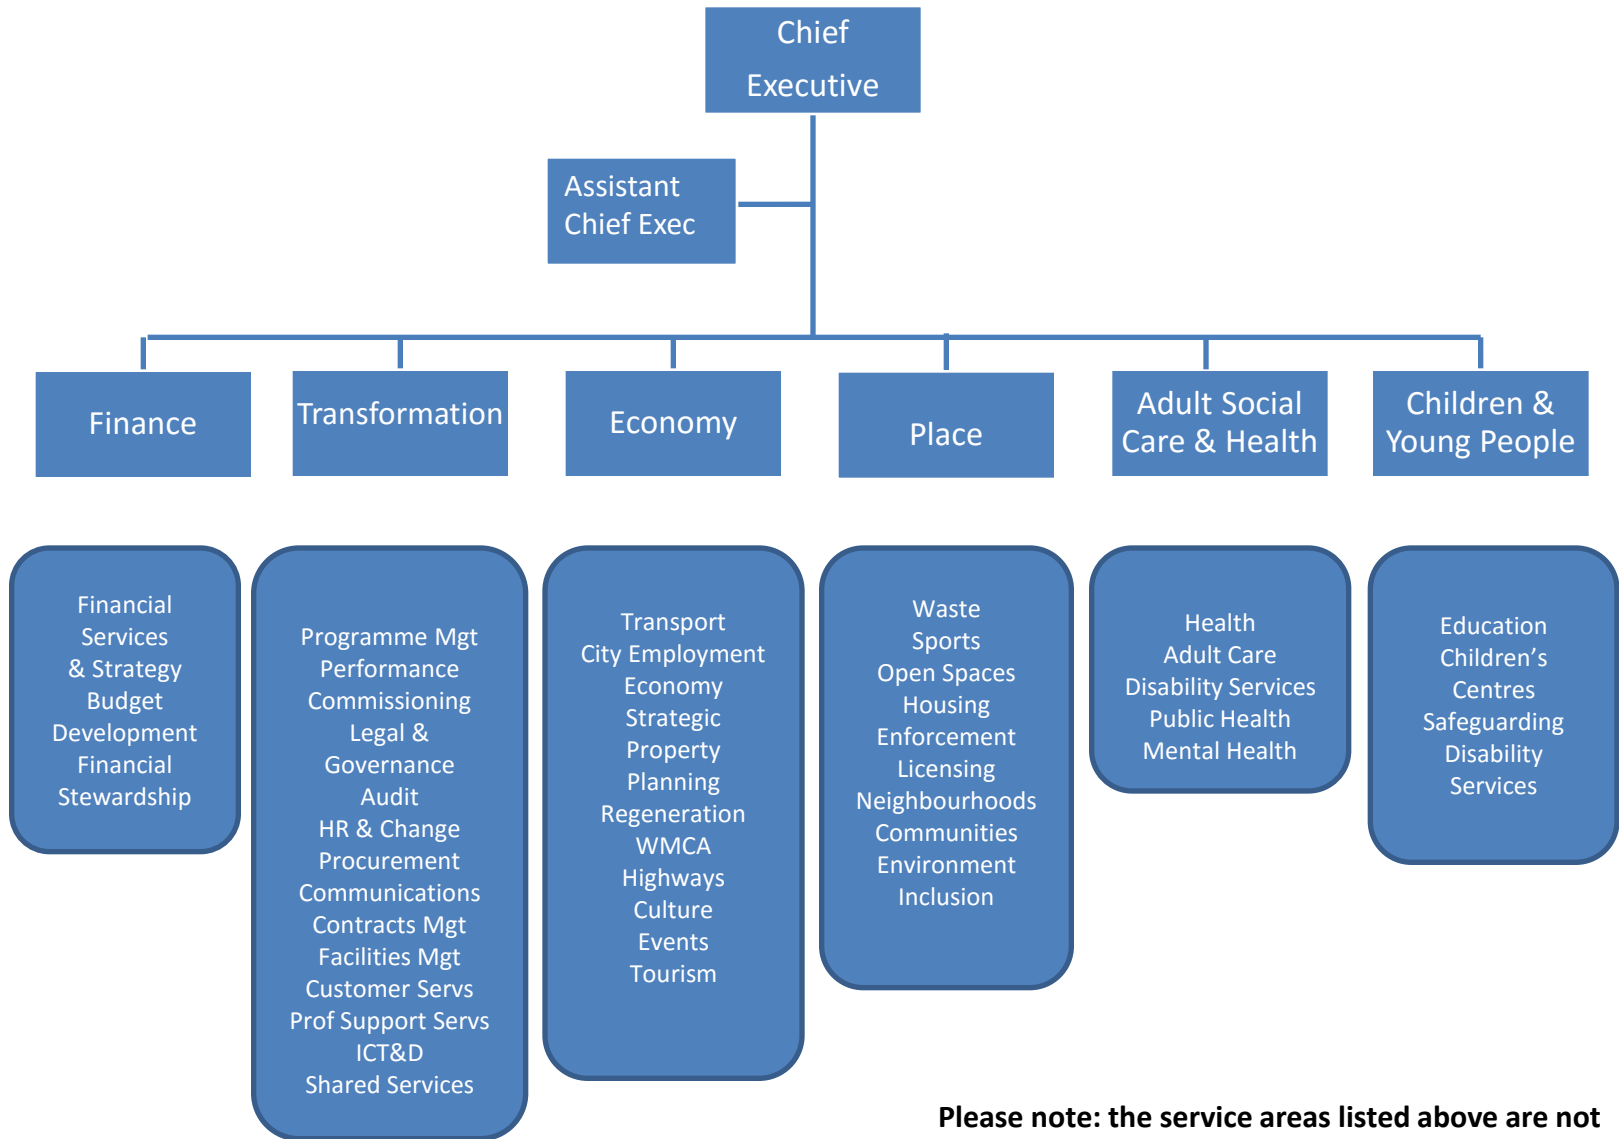 Chief
Executive
Assistant
Chief Exec
Finance
Transformation
Economy
Place
Adult Social
Care & Health
Children &
Young People
Financial
Services
& Strategy
Budget
Development
Financial
Stewardship
Programme Mgt
Performance
Commissioning
Legal &
Governance
Audit
HR & Change
Procurement
Communications
Contracts Mgt
Facilities Mgt
Customer Servs
Prof Support Servs
ICT&D
Shared Services
Transport
City Employment
Economy
Strategic
Property
Planning
Regeneration
WMCA
Highways
Culture
Events
Tourism
Waste
Sports
Open Spaces
Housing
Enforcement
Licensing
Neighbourhoods
Communities
Environment
Inclusion
Health
Adult Care
Disability Services
Public Health
Mental Health
Education
Children’s
Centres
Safeguarding
Disability
Services
Please note: the service areas listed above are not